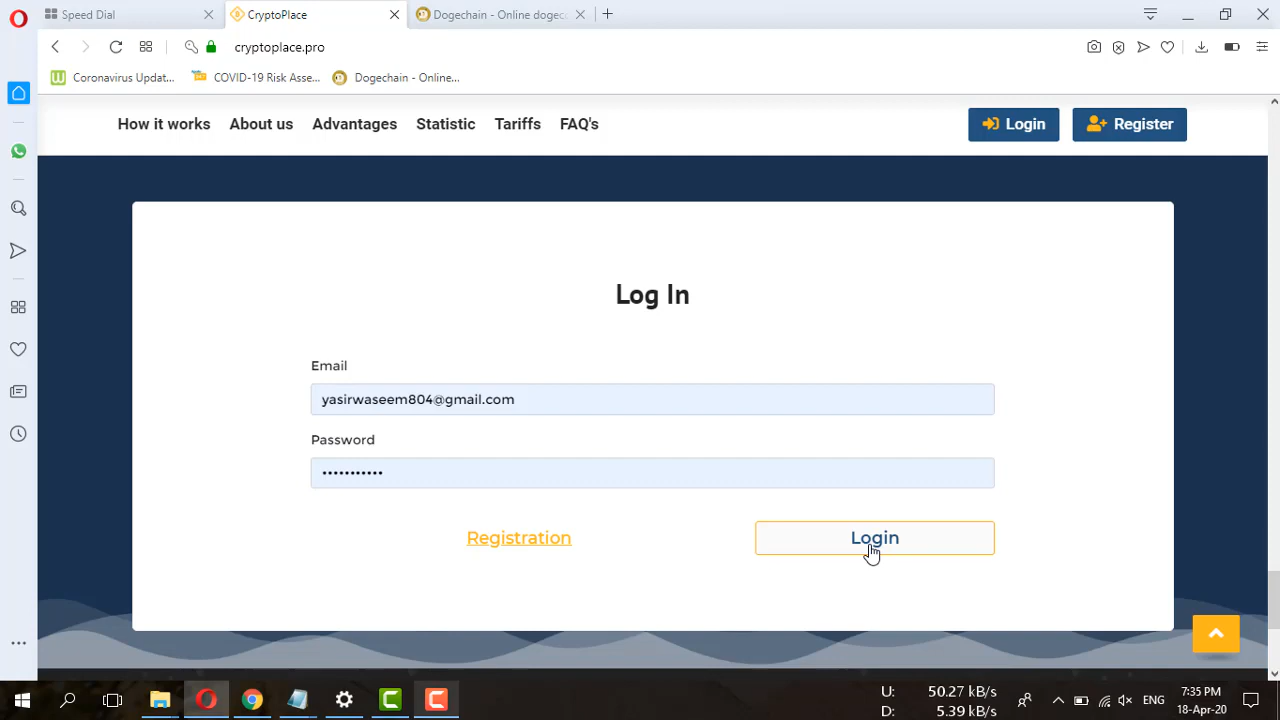 Speed Dial
CryptoPlace
Dogechain - Online dogec
cryptoplace.pro
Coronavirus Updat...
COVID-19 Risk Asse...
Dogechain - Online...
How it works
About us
Advantages
Statistic
Tariffs
FAQ's
Login
Register
Log In
Email
yasirwaseem804@gmail.com
Password
•••••••••••
Registration
Login
U: 50.27 kB/s
D: 5.39 kB/s
ENG
7:35 PM
18-Apr-20